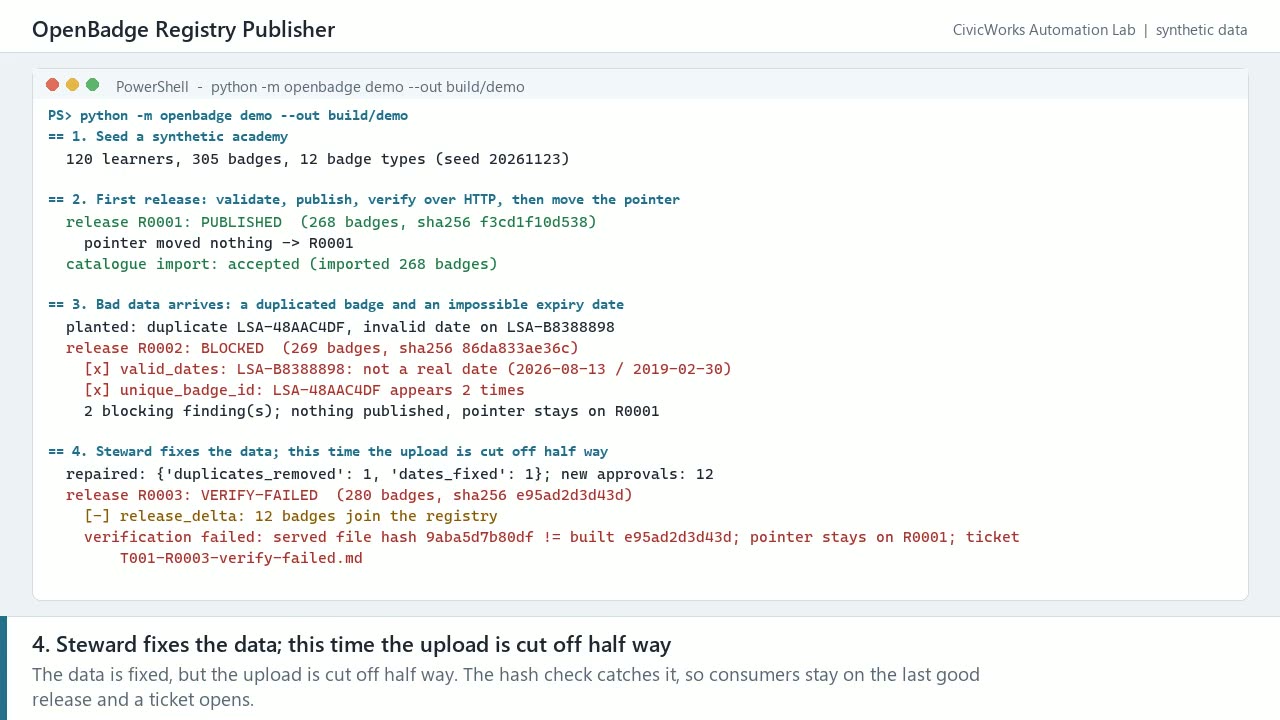 OpenBadge Registry Publisher
CivicWorks Automation Lab | synthetic data
PowerShell - python -m openbadge demo --out build/demo
PS> python -m openbadge demo --out build/demo
== 1. Seed a synthetic academy
120 learners, 305 badges, 12 badge types (seed 20261123)
== 2. First release: validate, publish, verify over HTTP, then move the pointer
release R0001: PUBLISHED (268 badges, sha256 f3cd1f10d538)
pointer moved nothing -> R0001
catalogue import: accepted (imported 268 badges)
== 3. Bad data arrives: a duplicated badge and an impossible expiry date
planted: duplicate LSA-48AAC4DF, invalid date on LSA-B8388898
release R0002: BLOCKED (269 badges, sha256 86da833ae36c)
[x] valid_dates: LSA-B8388898: not a real date (2026-08-13 / 2019-02-30)
[x] unique_badge_id: LSA-48AAC4DF appears 2 times
2 blocking finding(s); nothing published, pointer stays on R0001
== 4. Steward fixes the data; this time the upload is cut off half way
repaired: {'duplicates_removed': 1, 'dates_fixed': 1}; new approvals: 12
release R0003: VERIFY-FAILED (280 badges, sha256 e95ad2d3d43d)
[-] release_delta: 12 badges join the registry
verification failed: served file hash 9aba5d7b80df != built e95ad2d3d43d; pointer stays on R0001; ticket
T001-R0003-verify-failed.md
4. Steward fixes the data; this time the upload is cut off half way
The data is fixed, but the upload is cut off half way. The hash check catches it, so consumers stay on the last good
release and a ticket opens.